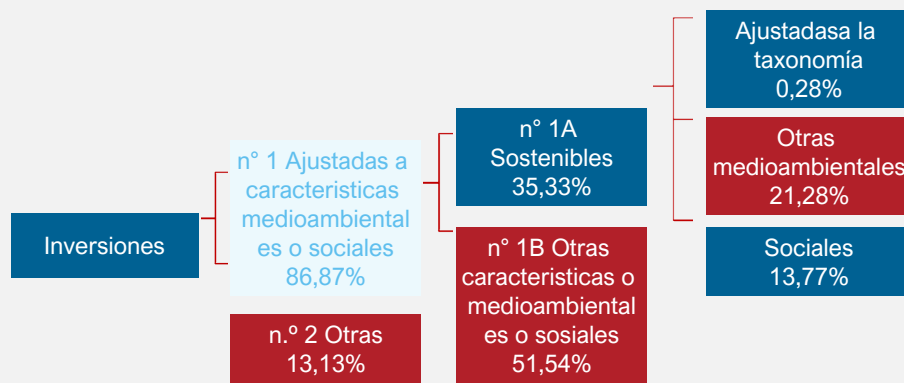 Inversiones
n° 1 Ajustadas a
caracteristicas
medioambiental
es o sociales
86,87%
n.º 2 Otras
13,13%
n° 1A
Sostenibles
35,33%
n° 1B Otras
caracteristicas o
medioambiental
es o sosiales
51,54%
Ajustadasa la
taxonomía
0,28%
Otras
medioambientales
21,28%
Sociales
13,77%